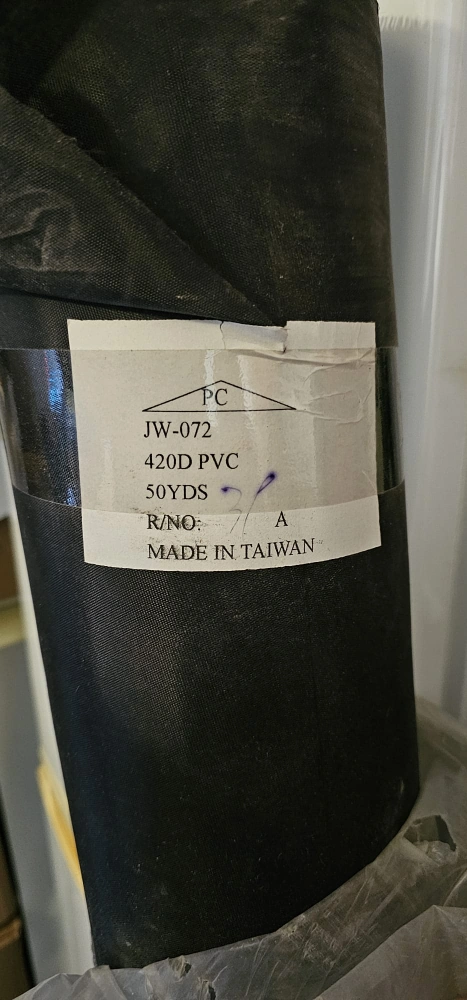 PC
JW-072
420D PVC
50YDS
R/NO: A
MADE IN TAIWAN